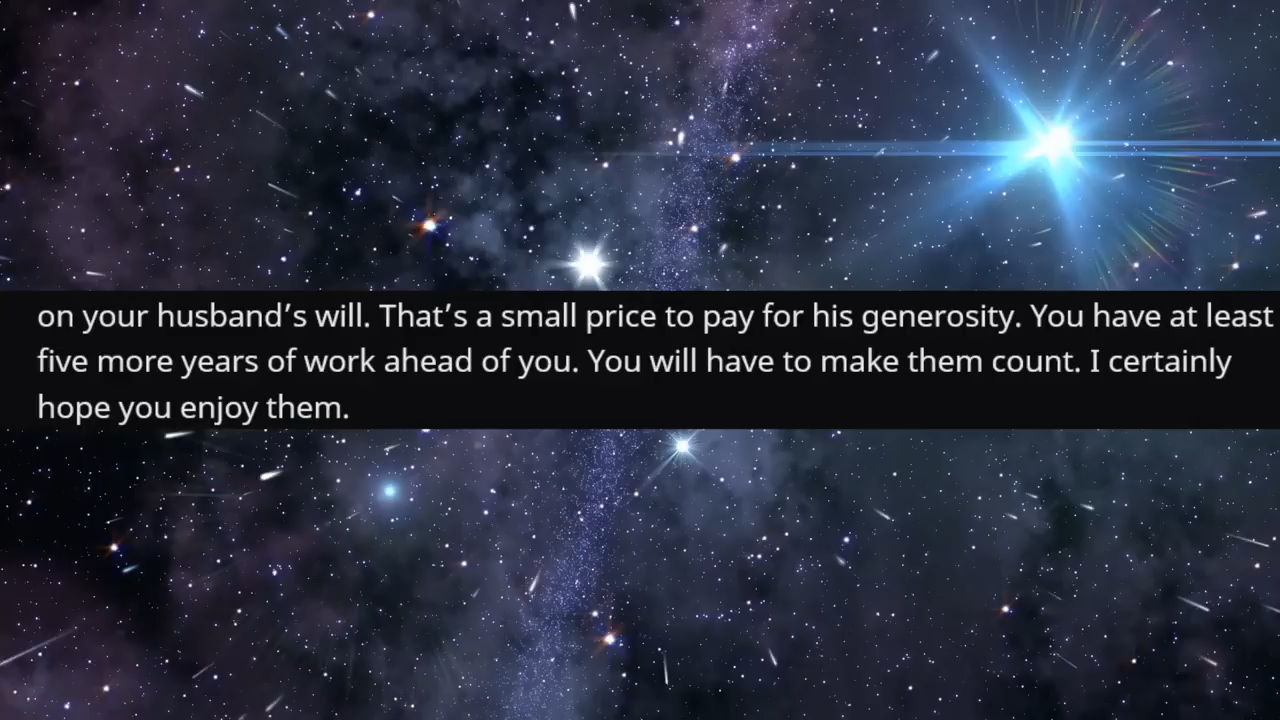 on your husband’s will. That’s a small price to pay for his generosity. You have at least
five more years of work ahead of you. You will have to make them count. I certainly
hope you enjoy them.